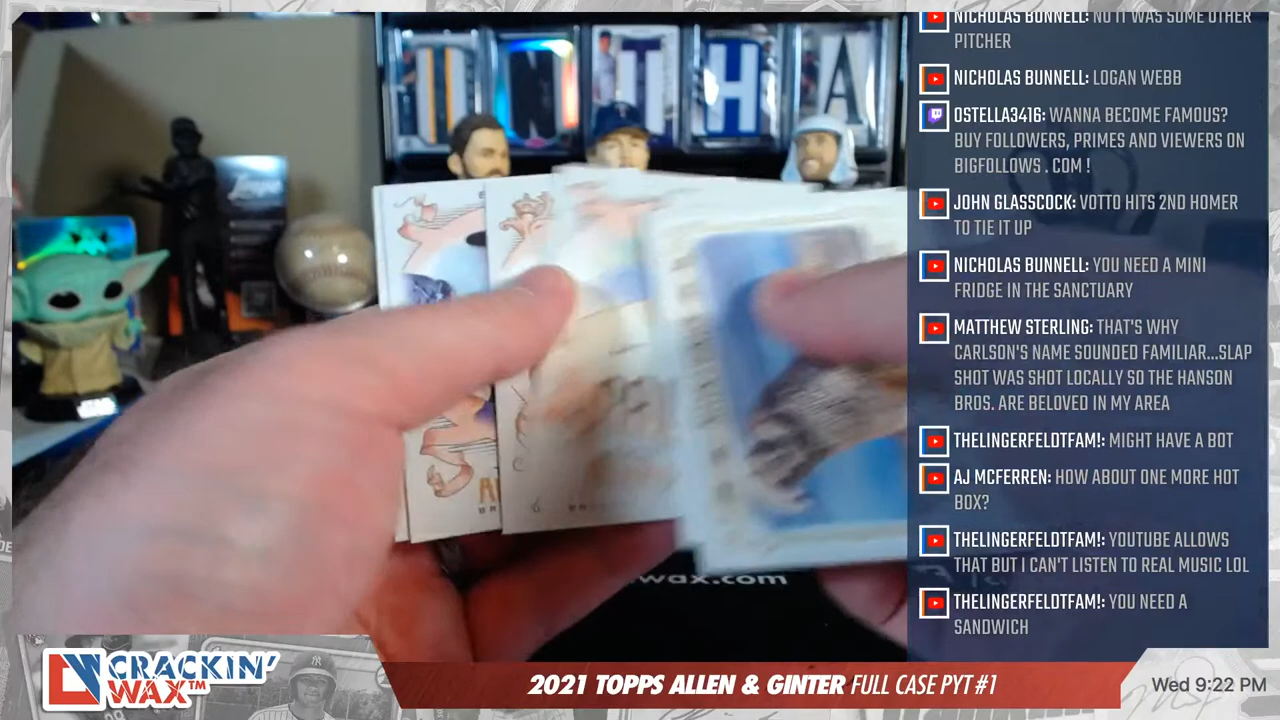 NICHOLAS BUNNELL: NO IT WAS SOME OTHER
PITCHER
NICHOLAS BUNNELL: LOGAN WEBB
OSTELLA3416: WANNA BECOME FAMOUS?
BUY FOLLOWERS, PRIMES AND VIEWERS ON
BIGFOLLOWS . COM !
JOHN GLASSCOCK: VOTTO HITS 2ND HOMER
TO TIE IT UP
NICHOLAS BUNNELL: YOU NEED A MINI
FRIDGE IN THE SANCTUARY
MATTHEW STERLING: THAT'S WHY
CARLSON'S NAME SOUNDED FAMILIAR...SLAP
SHOT WAS SHOT LOCALLY SO THE HANSON
BROS. ARE BELOVED IN MY AREA
THELINGERFELDTFAM!: MIGHT HAVE A BOT
AJ MCFERREN: HOW ABOUT ONE MORE HOT
BOX?
THELINGERFELDTFAM!: YOUTUBE ALLOWS
THAT BUT I CAN'T LISTEN TO REAL MUSIC LOL
THELINGERFELDTFAM!: YOU NEED A
SANDWICH
I T H A
Topps
STAR
wax.com
CRACKIN'
WAX™
2021 TOPPS ALLEN & GINTER FULL CASE PYT #1
Wed 9:22 PM